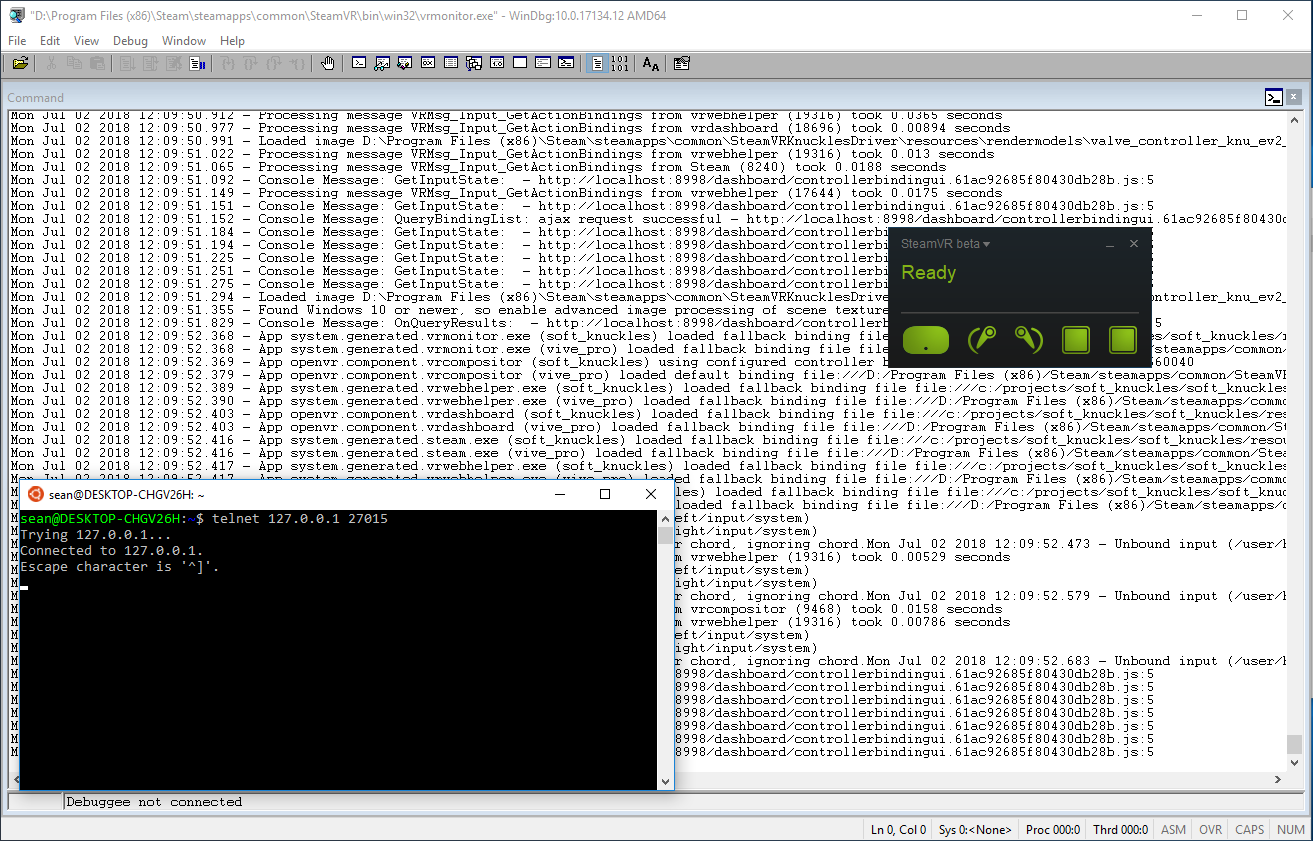 "D:\Program Files (x86)\Steam\steamapps\common\SteamVR\bin\win32\vrmonitor.exe" - WinDbg:10.0.17134.12 AMD64
File Edit View Debug Window Help
Command
Mon Jul 02 2018 12:09:50.912 - Processing message VRMsg_Input_GetActionBindings from vrwebhelper (19316) took 0.0365 seconds
Mon Jul 02 2018 12:09:50.977 - Processing message VRMsg_Input_GetActionBindings from vrdashboard (18696) took 0.00894 seconds
Mon Jul 02 2018 12:09:50.991 - Loaded image D:\Program Files (x86)\Steam\steamapps\common\SteamVRKnucklesDriver\resources\rendermodels\valve_controller_knu_ev2_
Mon Jul 02 2018 12:09:51.022 - Processing message VRMsg_Input_GetActionBindings from vrwebhelper (19316) took 0.013 seconds
Mon Jul 02 2018 12:09:51.065 - Processing message VRMsg_Input_GetActionBindings from Steam (8240) took 0.0188 seconds
Mon Jul 02 2018 12:09:51.092 - Console Message: GetInputState:  - http://localhost:8998/dashboard/controllerbindingui.61ac92685f80430db28b.js:5
Mon Jul 02 2018 12:09:51.149 - Processing message VRMsg_Input_GetActionBindings from vrwebhelper (17644) took 0.0175 seconds
Mon Jul 02 2018 12:09:51.151 - Console Message: GetInputState:  - http://localhost:8998/dashboard/controllerbindingui.61ac92685f80430db28b.js:5
Mon Jul 02 2018 12:09:51.152 - Console Message: QueryBindingList: ajax request successful - http://localhost:8998/dashboard/controllerbindingui.61ac92685f80430d
Mon Jul 02 2018 12:09:51.184 - Console Message: GetInputState:  - http://localhost:8998/dashboard/controllerbi
Mon Jul 02 2018 12:09:51.194 - Console Message: GetInputState:  - http://localhost:8998/dashboard/controllerbi
Mon Jul 02 2018 12:09:51.225 - Console Message: GetInputState:  - http://localhost:8998/dashboard/controllerbi
Mon Jul 02 2018 12:09:51.251 - Console Message: GetInputState:  - http://localhost:8998/dashboard/controllerbi
Mon Jul 02 2018 12:09:51.275 - Console Message: GetInputState:  - http://localhost:8998/dashboard/controllerbi
Mon Jul 02 2018 12:09:51.294 - Loaded image D:\Program Files (x86)\Steam\steamapps\common\SteamVRKnucklesDriver ontroller_knu_ev2_
Mon Jul 02 2018 12:09:51.355 - Found Windows 10 or newer, so enable advanced image processing of scene texture
Mon Jul 02 2018 12:09:51.829 - Console Message: OnQueryResults:  - http://localhost:8998/dashboard/controllerb 5
Mon Jul 02 2018 12:09:52.368 - App system.generated.vrmonitor.exe (soft_knuckles) loaded fallback binding file file s/soft_knuckles/r
Mon Jul 02 2018 12:09:52.368 - App system.generated.vrmonitor.exe (vive_pro) loaded fallback binding file file /steamapps/common/
Mon Jul 02 2018 12:09:52.369 - App openvr.component.vrcompositor (soft_knuckles) using configured controller b 60040
Mon Jul 02 2018 12:09:52.379 - App openvr.component.vrcompositor (vive_pro) loaded default binding file:///D:/Program Files (x86)/Steam/steamapps/common/SteamVR
Mon Jul 02 2018 12:09:52.389 - App system.generated.vrwebhelper.exe (soft_knuckles) loaded fallback binding file file:///c:/projects/soft_knuckles/soft_knuckles
Mon Jul 02 2018 12:09:52.390 - App system.generated.vrwebhelper.exe (vive_pro) loaded fallback binding file file:///D:/Program Files (x86)/Steam/steamapps/commo
Mon Jul 02 2018 12:09:52.403 - App openvr.component.vrdashboard (soft_knuckles) loaded fallback binding file file:///c:/projects/soft_knuckles/soft_knuckles/res
Mon Jul 02 2018 12:09:52.403 - App openvr.component.vrdashboard (vive_pro) loaded fallback binding file file:///D:/Program Files (x86)/Steam/steamapps/common/St
Mon Jul 02 2018 12:09:52.416 - App system.generated.steam.exe (soft_knuckles) loaded fallback binding file file:///c:/projects/soft_knuckles/soft_knuckles/resou
Mon Jul 02 2018 12:09:52.416 - App system.generated.steam.exe (vive_pro) loaded fallback binding file file:///D:/Program Files (x86)/Steam/steamapps/common/Stea
Mon Jul 02 2018 12:09:52.417 - App system.generated.vrwebhelper.exe (soft_knuckles) loaded fallback binding file file:///c:/projects/soft_knuckles/soft_knuckles
les) loaded fallback binding file file:///c:/projects/soft_knuckles/soft_knuckles
eft/input/system)
ight/input/system)
r chord, ignoring chord.Mon Jul 02 2018 12:09:52.473 - Unbound input (/user/h
m vrwebhelper (19316) took 0.00529 seconds
eft/input/system)
ight/input/system)
r chord, ignoring chord.Mon Jul 02 2018 12:09:52.579 - Unbound input (/user/h
m vrcompositor (9468) took 0.0158 seconds
m vrwebhelper (19316) took 0.00786 seconds
eft/input/system)
ight/input/system)
r chord, ignoring chord.Mon Jul 02 2018 12:09:52.683 - Unbound input (/user/h
8998/dashboard/controllerbindingui.61ac92685f80430db28b.js:5
8998/dashboard/controllerbindingui.61ac92685f80430db28b.js:5
8998/dashboard/controllerbindingui.61ac92685f80430db28b.js:5
8998/dashboard/controllerbindingui.61ac92685f80430db28b.js:5
8998/dashboard/controllerbindingui.61ac92685f80430db28b.js:5
8998/dashboard/controllerbindingui.61ac92685f80430db28b.js:5
8998/dashboard/controllerbindingui.61ac92685f80430db28b.js:5
SteamVR beta
Ready
sean@DESKTOP-CHGV26H: ~
sean@DESKTOP-CHGV26H:~$ telnet 127.0.0.1 27015
Trying 127.0.0.1...
Connected to 127.0.0.1.
Escape character is '^]'.
Debuggee not connected
Ln 0, Col 0 Sys 0:<None> Proc 000:0 Thrd 000:0 ASM OVR CAPS NUM